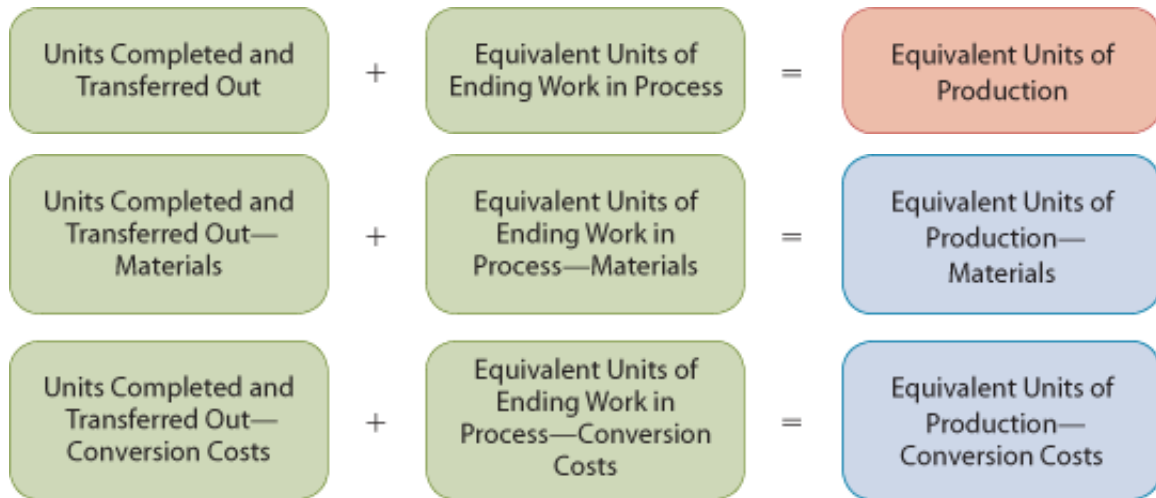 Units Completed and
Transferred Out
+
Equivalent Units of
Ending Work in Process
=
Equivalent Units of
Production
Units Completed and
Transferred Out—
Materials
+
Equivalent Units of
Ending Work in
Process—Materials
=
Equivalent Units of
Production—
Materials
Units Completed and
Transferred Out—
Conversion Costs
+
Equivalent Units of
Ending Work in
Process—Conversion
Costs
=
Equivalent Units of
Production—
Conversion Costs